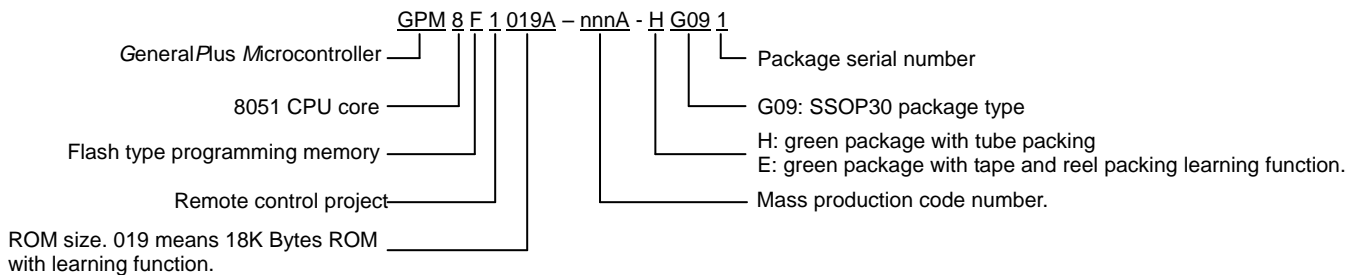 GPM 8 F 1 019A – nnnA - H G09 1
GeneralPlus Microcontroller
8051 CPU core
Flash type programming memory
Remote control project
ROM size. 019 means 18K Bytes ROM
with learning function.
Package serial number
G09: SSOP30 package type
H: green package with tube packing
E: green package with tape and reel packing learning function.
Mass production code number.